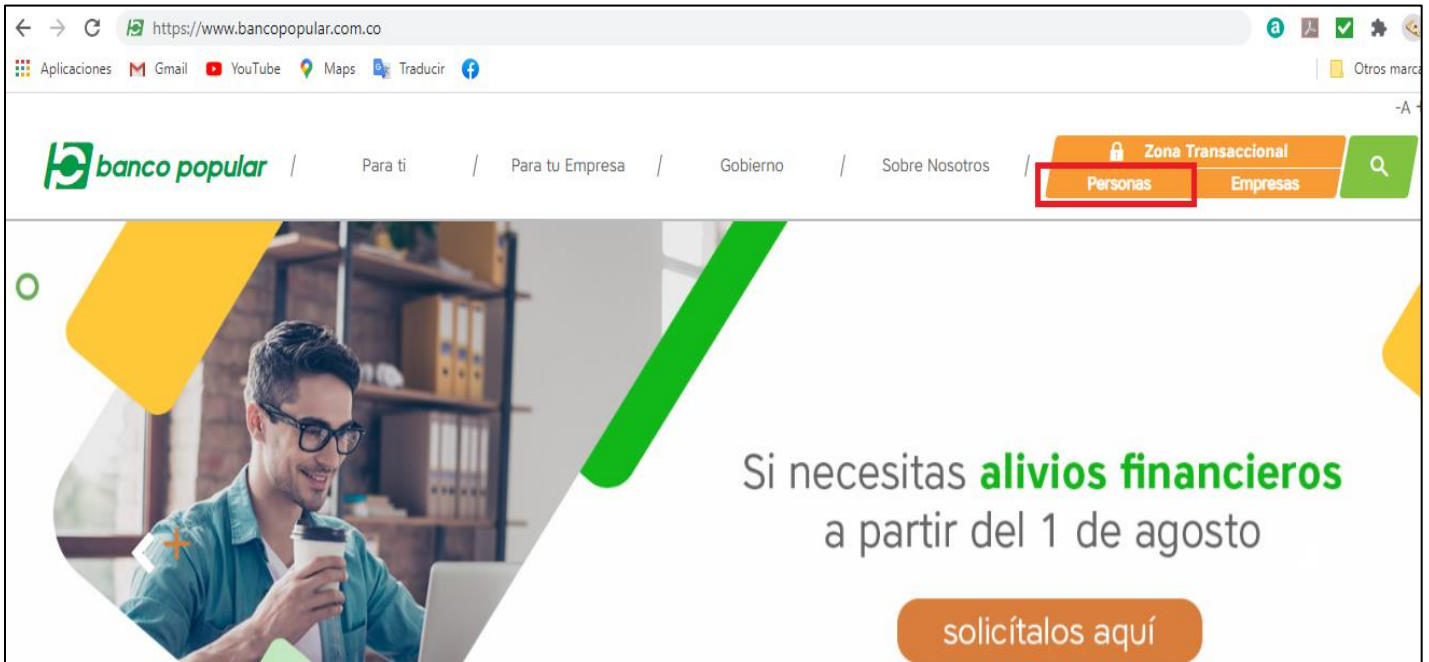 https://www.bancopopular.com.co
a
Aplicaciones Gmail YouTube Maps Traducir Otros marca
-A +
banco popular / Para ti / Para tu Empresa / Gobierno / Sobre Nosotros / Zona Transaccional
Personas Empresas
Si necesitas alivios financieros
a partir del 1 de agosto
solicítalos aquí